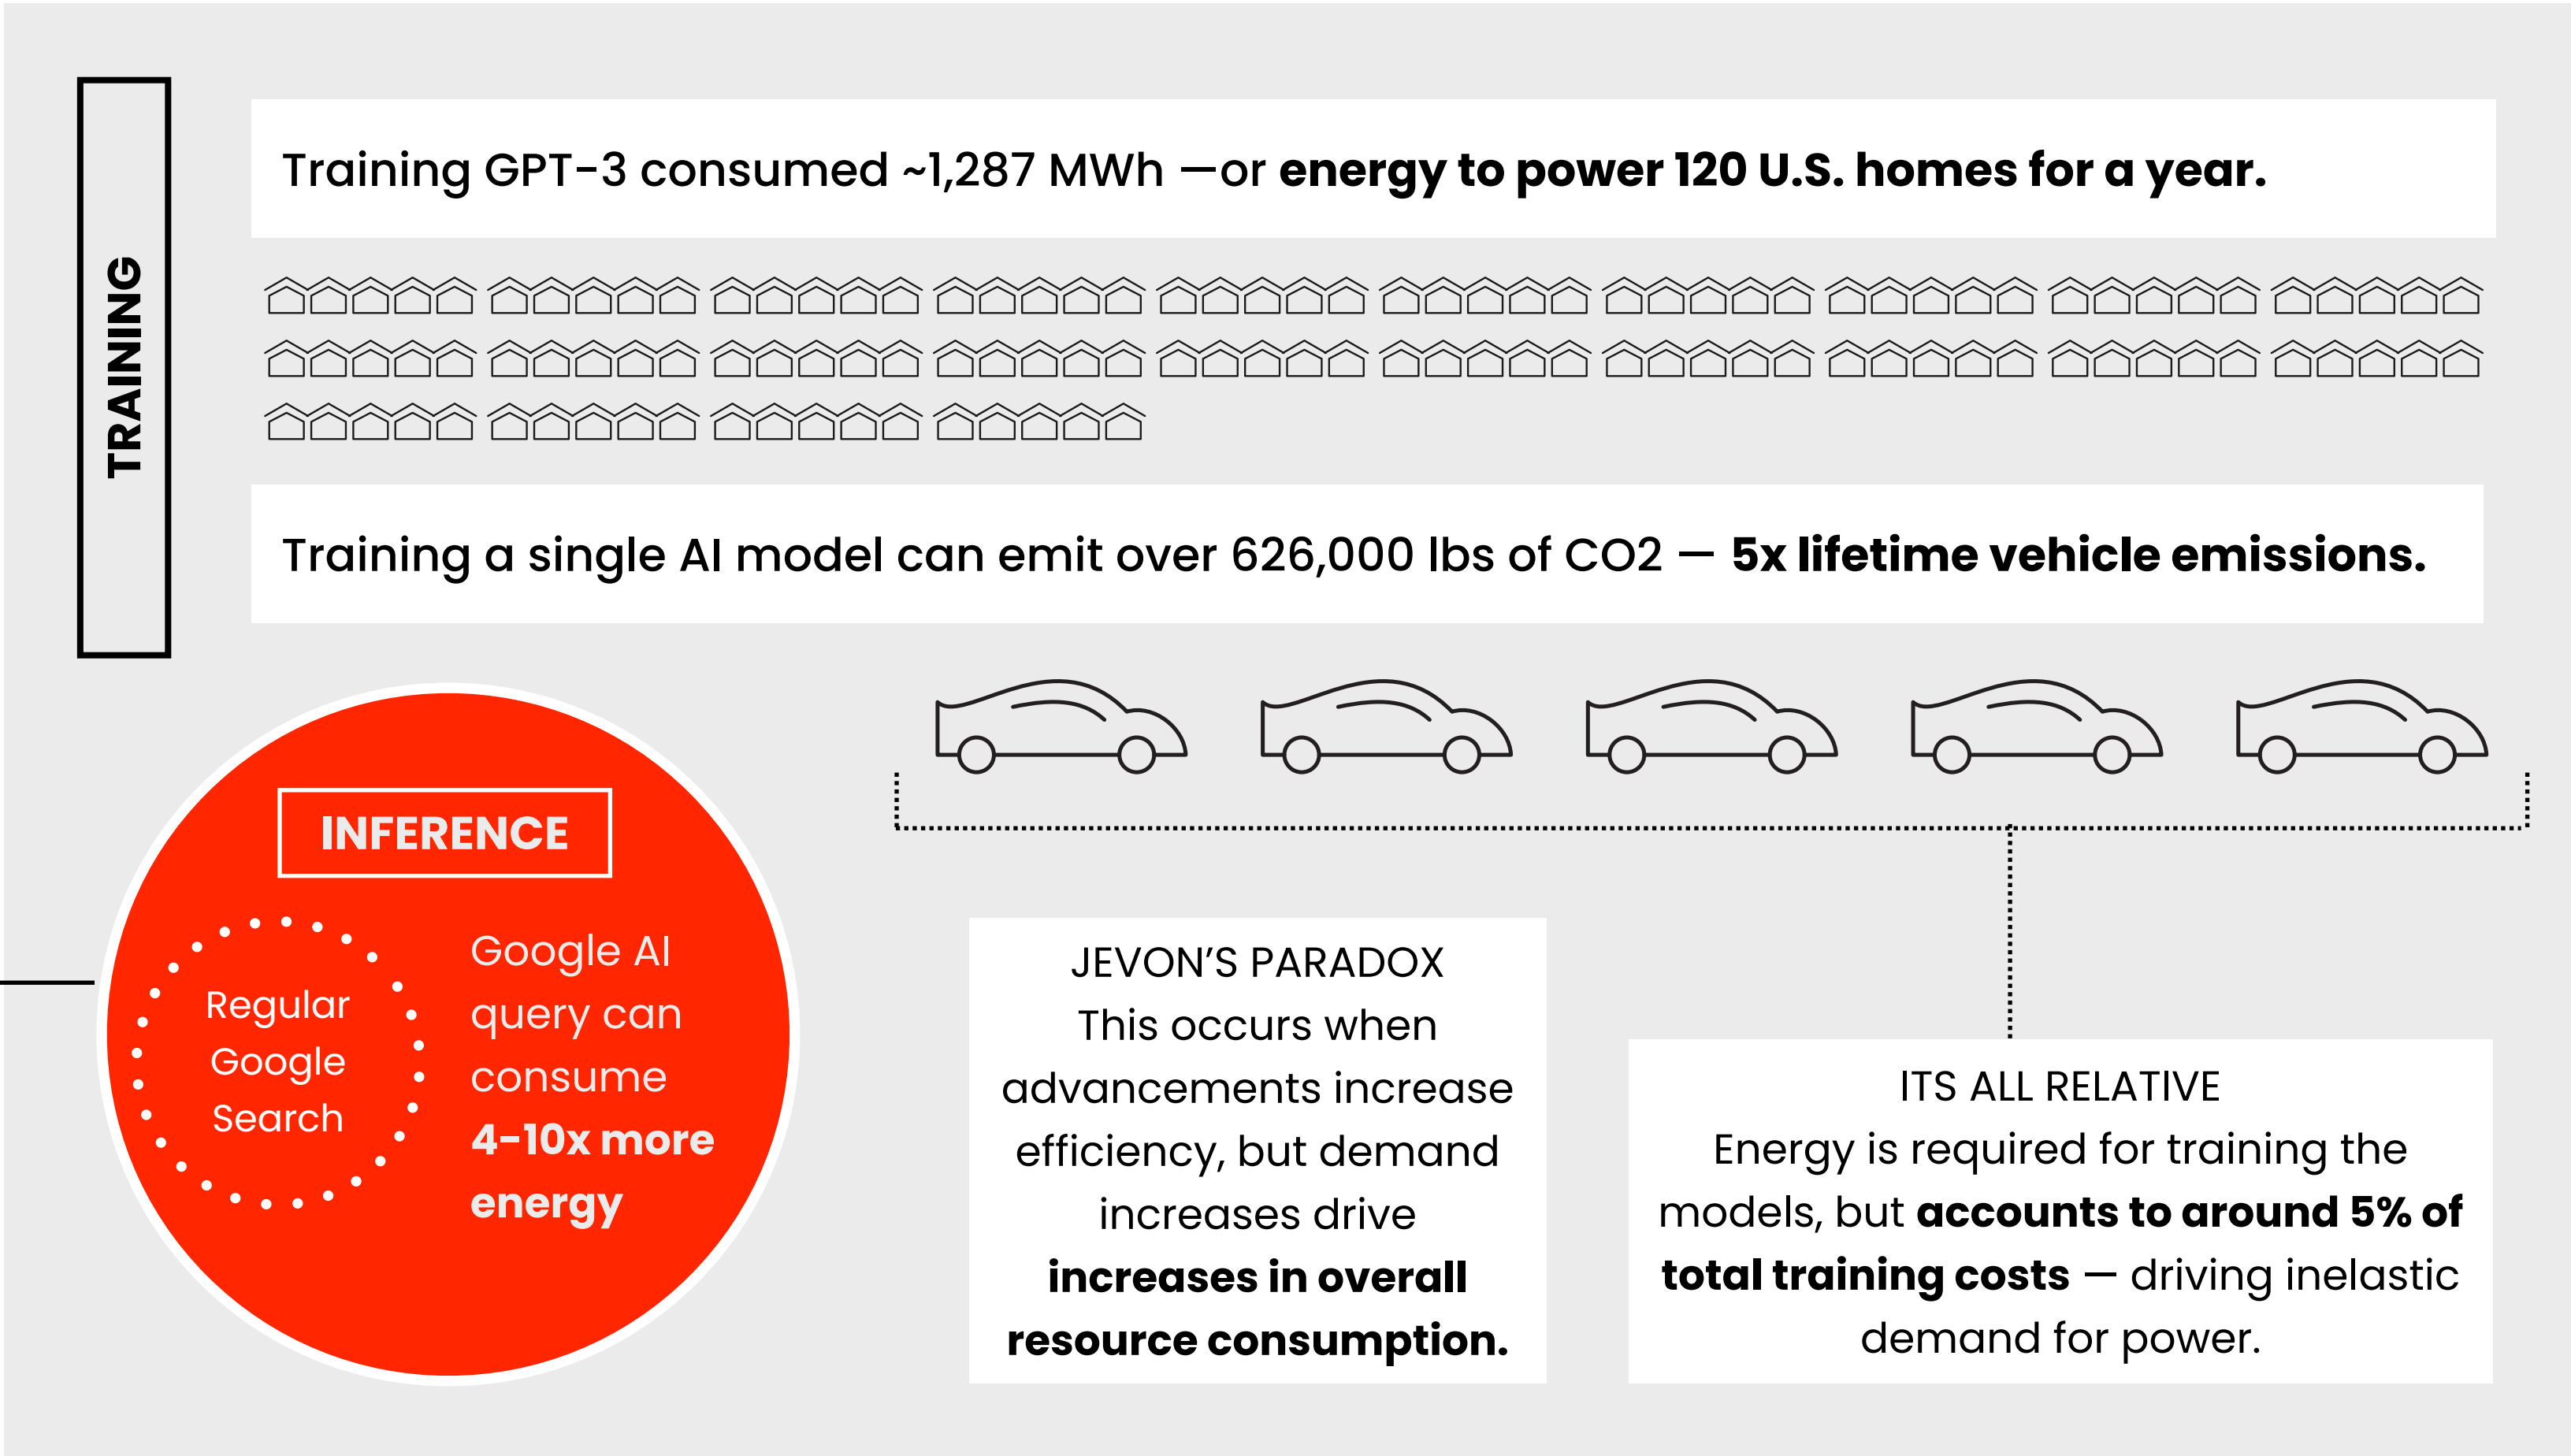 TRAINING
Training GPT-3 consumed ~1,287 MWh —or energy to power 120 U.S. homes for a year.
Training a single AI model can emit over 626,000 lbs of CO2 — 5x lifetime vehicle emissions.
INFERENCE
Regular
Google
Search
Google AI
query can
consume
4-10x more
energy
JEVON’S PARADOX
This occurs when
advancements increase
efficiency, but demand
increases drive
increases in overall
resource consumption.
ITS ALL RELATIVE
Energy is required for training the
models, but accounts to around 5% of
total training costs — driving inelastic
demand for power.